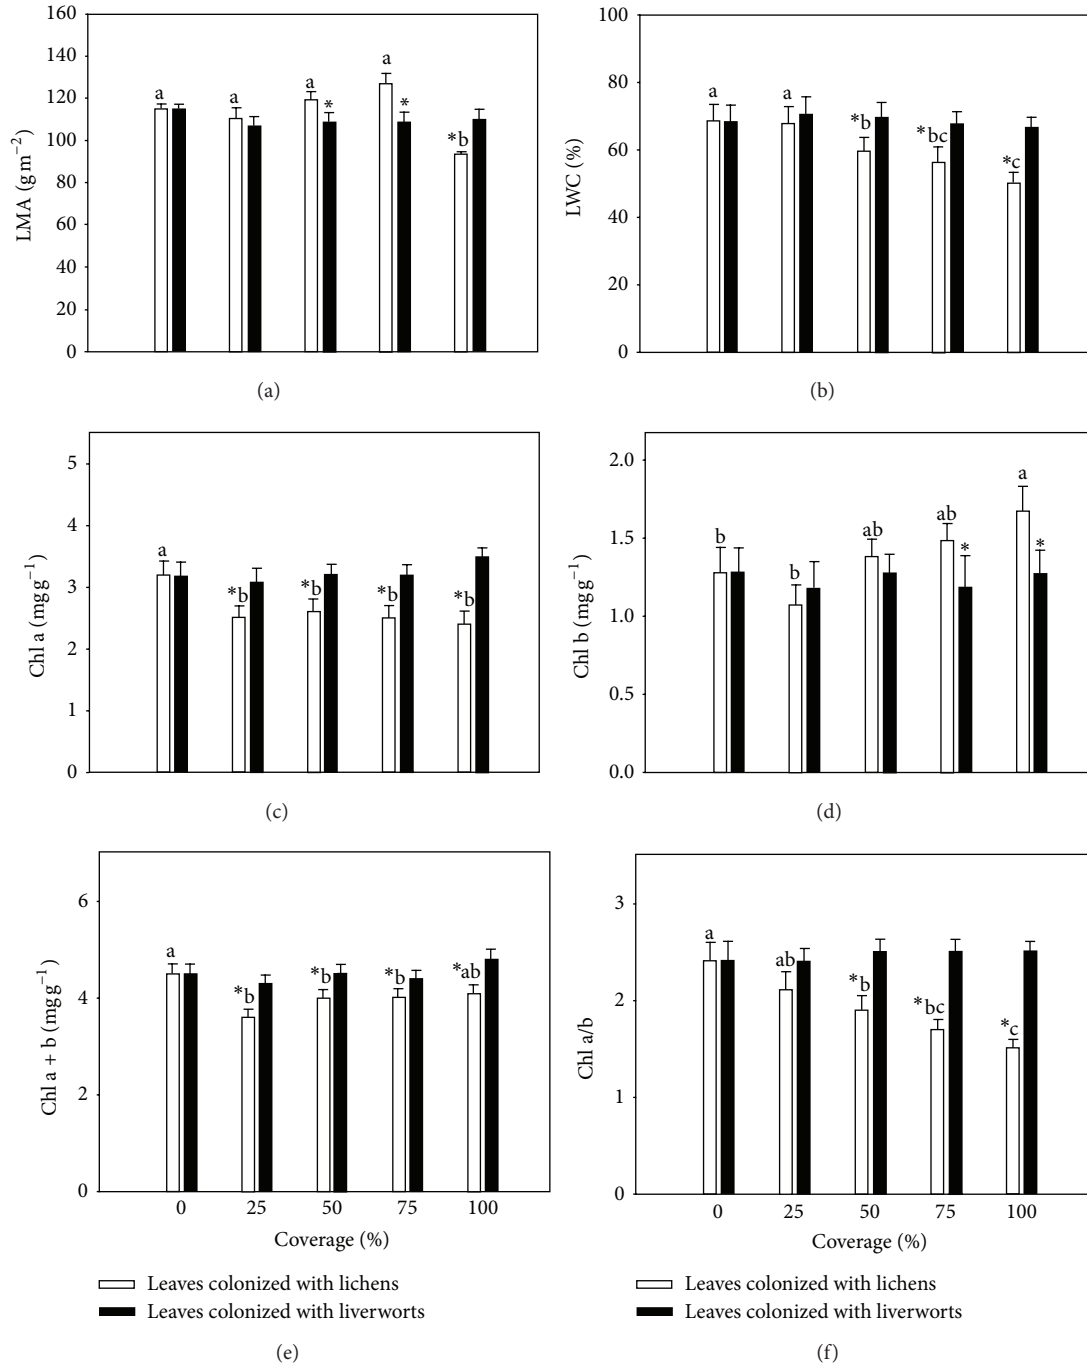 160
140
120
100
80
60
40
20
0
LMA (g m−2)
a
a
a
a
*
*
*b
(a)
100
80
60
40
20
0
LWC (%)
a
a
*b
*bc
*c
(b)
5
4
3
2
1
0
Chl a (mg g−1)
a
*b
*b
*b
*b
(c)
2.0
1.5
1.0
0.5
0.0
Chl b (mg g−1)
b
b
ab
ab
*
a
*
(d)
6
4
2
0
Chl a + b (mg g−1)
a
*b
*b
*b
*ab
0 25 50 75 100
Coverage (%)
Leaves colonized with lichens
Leaves colonized with liverworts
(e)
3
2
1
0
Chl a/b
a
ab
*b
*bc
*c
0 25 50 75 100
Coverage (%)
Leaves colonized with lichens
Leaves colonized with liverworts
(f)